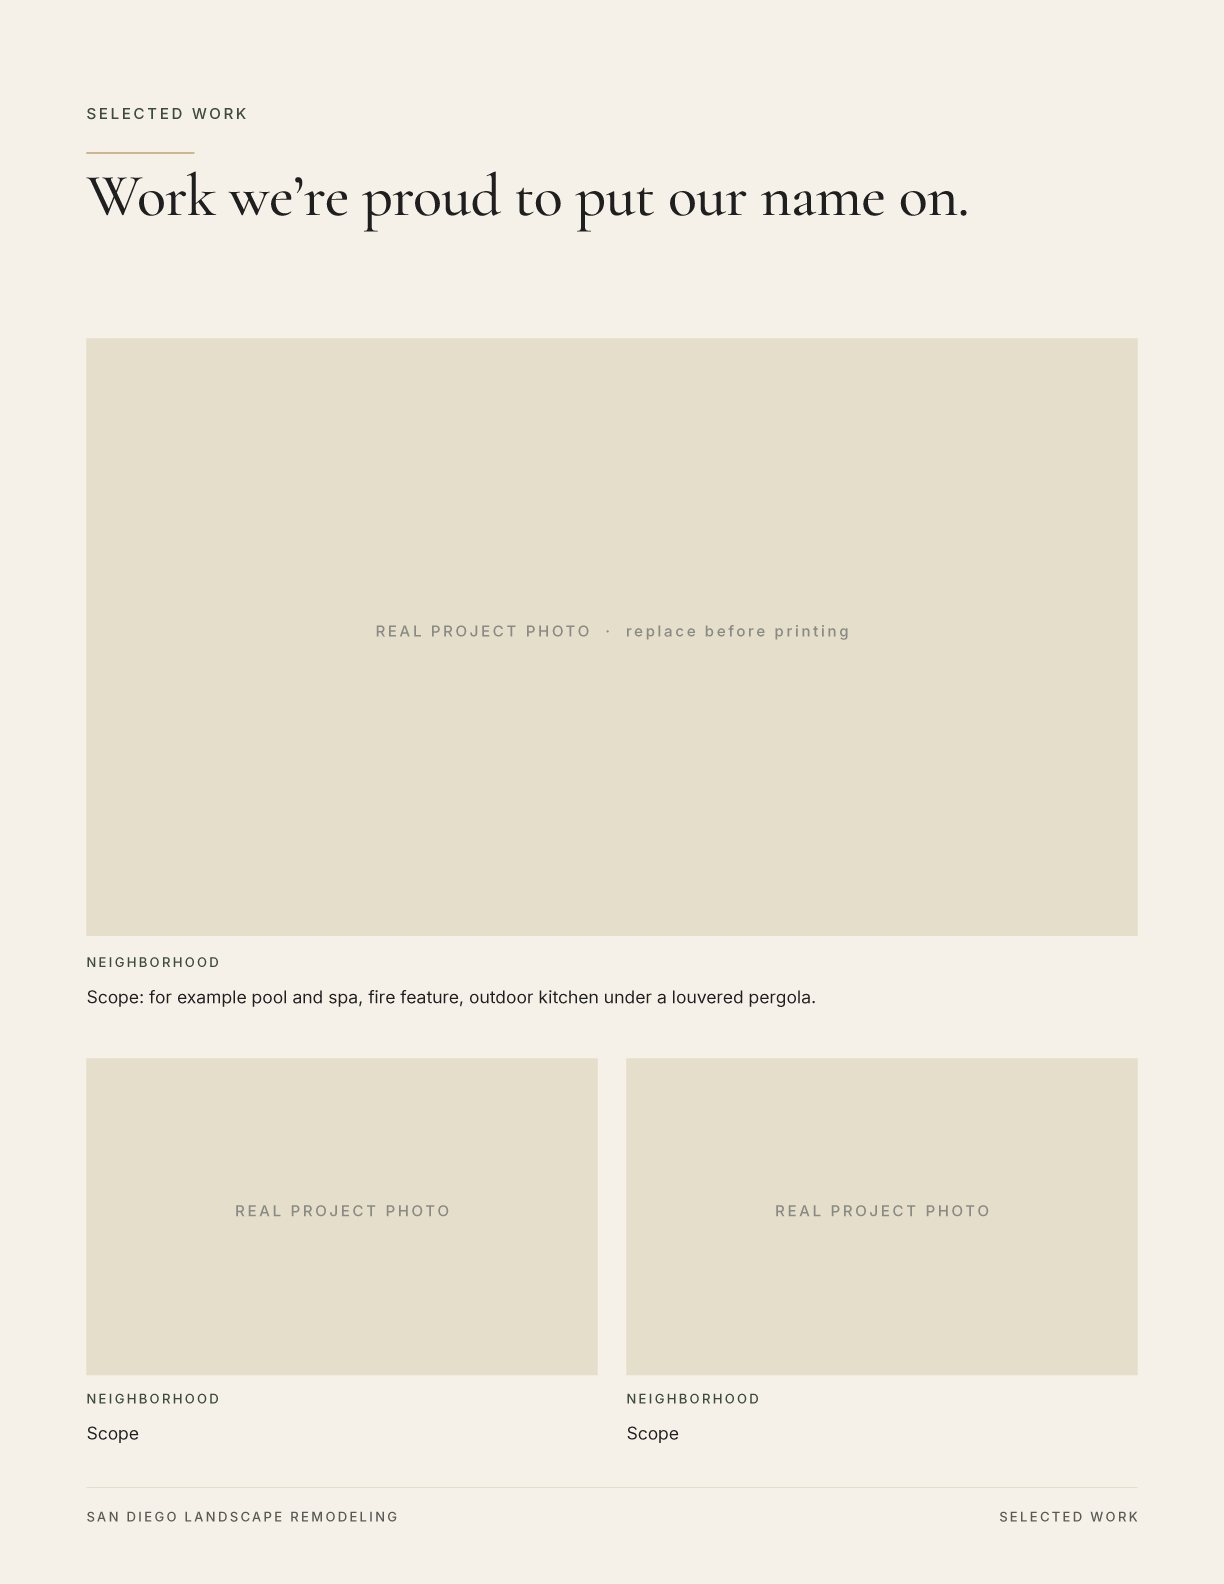 SELECTED WORK
Work we’re proud to put our name on.
REAL PROJECT PHOTO · replace before printing
NEIGHBORHOOD
Scope: for example pool and spa, fire feature, outdoor kitchen under a louvered pergola.
REAL PROJECT PHOTO
REAL PROJECT PHOTO
NEIGHBORHOOD
Scope
NEIGHBORHOOD
Scope
SAN DIEGO LANDSCAPE REMODELING
SELECTED WORK